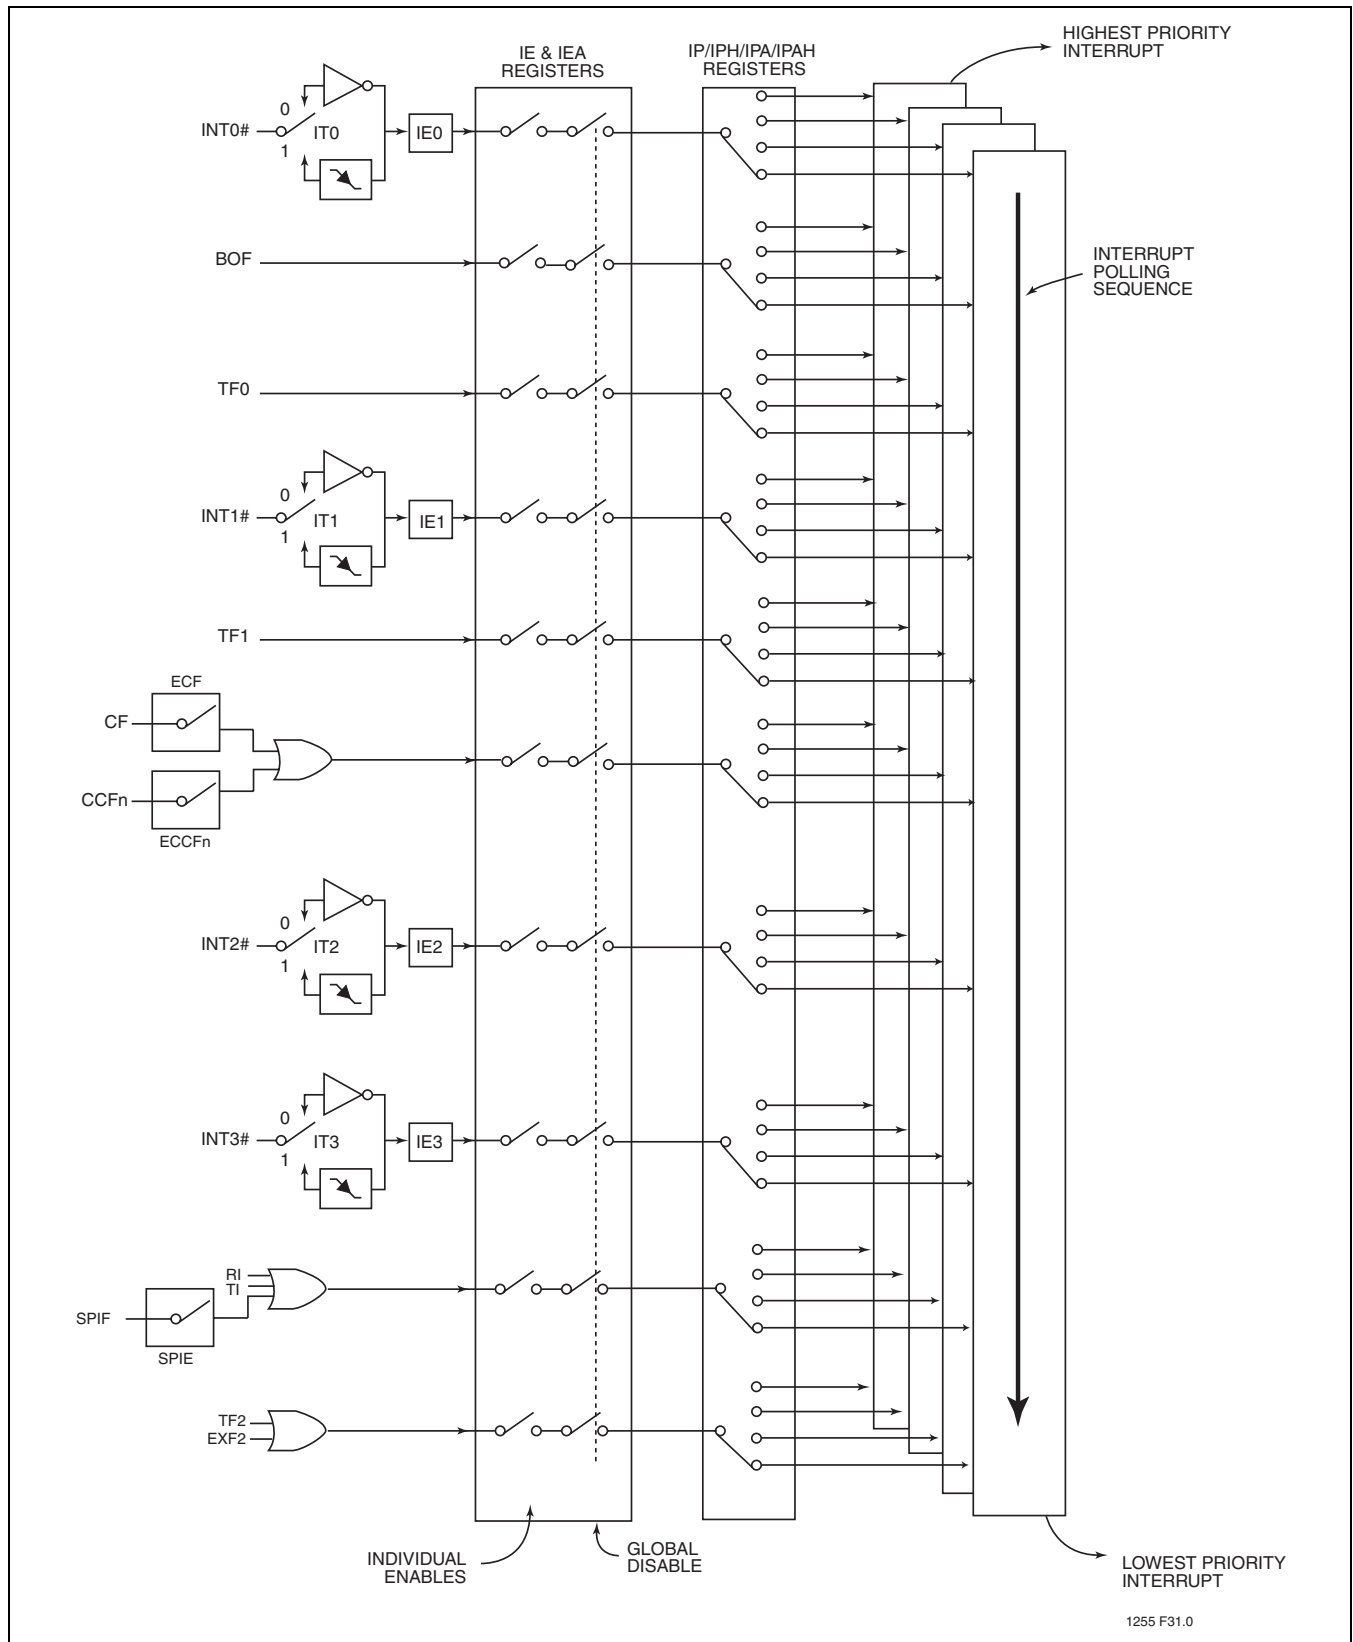 HIGHEST PRIORITY
INTERRUPT
IE & IEA
REGISTERS
IP/IPH/IPA/IPAH
REGISTERS
0
INT0#
IT0
IE0
1
BOF
INTERRUPT
POLLING
SEQUENCE
TF0
0
INT1#
IT1
IE1
1
TF1
ECF
CF
CCFn
ECCFn
0
INT2#
IT2
IE2
1
0
INT3#
IT3
IE3
1
RI
TI
SPIF
SPIE
TF2
EXF2
INDIVIDUAL
ENABLES
GLOBAL
DISABLE
LOWEST PRIORITY
INTERRUPT
1255 F31.0